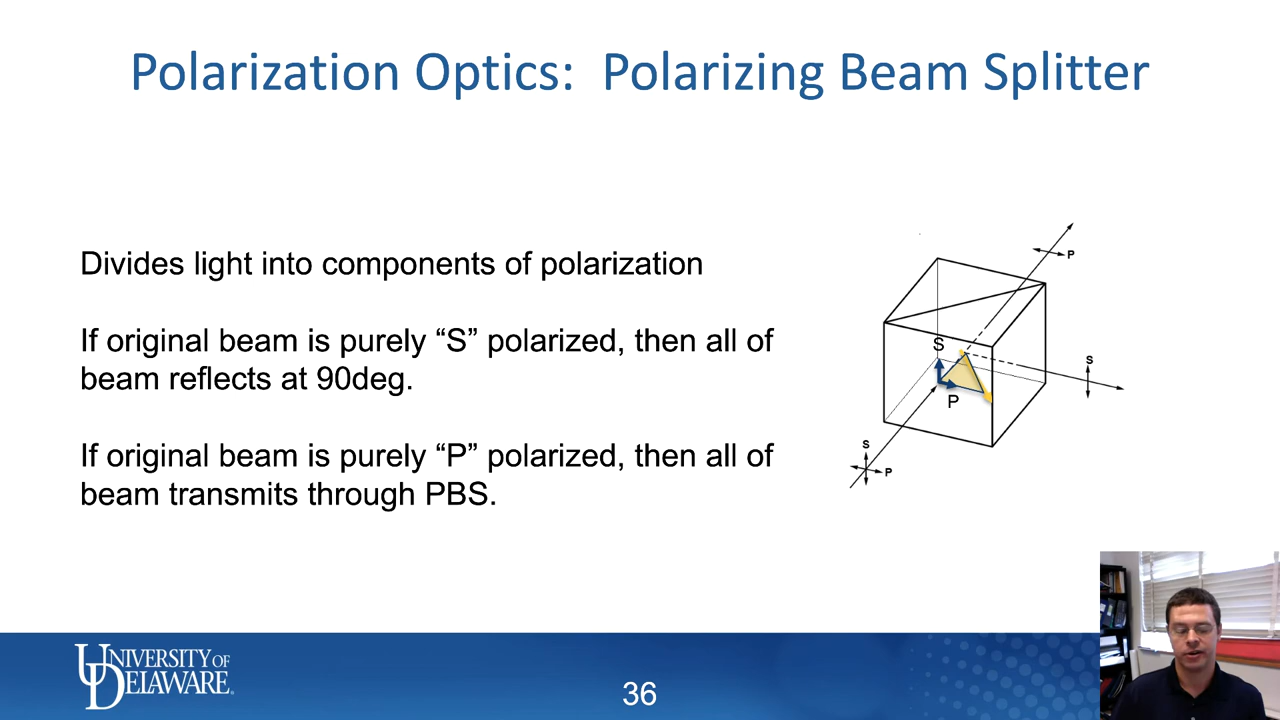 Polarization Optics: Polarizing Beam Splitter
Divides light into components of polarization
If original beam is purely “S” polarized, then all of
beam reflects at 90deg.
If original beam is purely “P” polarized, then all of
beam transmits through PBS.
P
S
S
P
S
P
UNIVERSITY OF
DELAWARE.
36